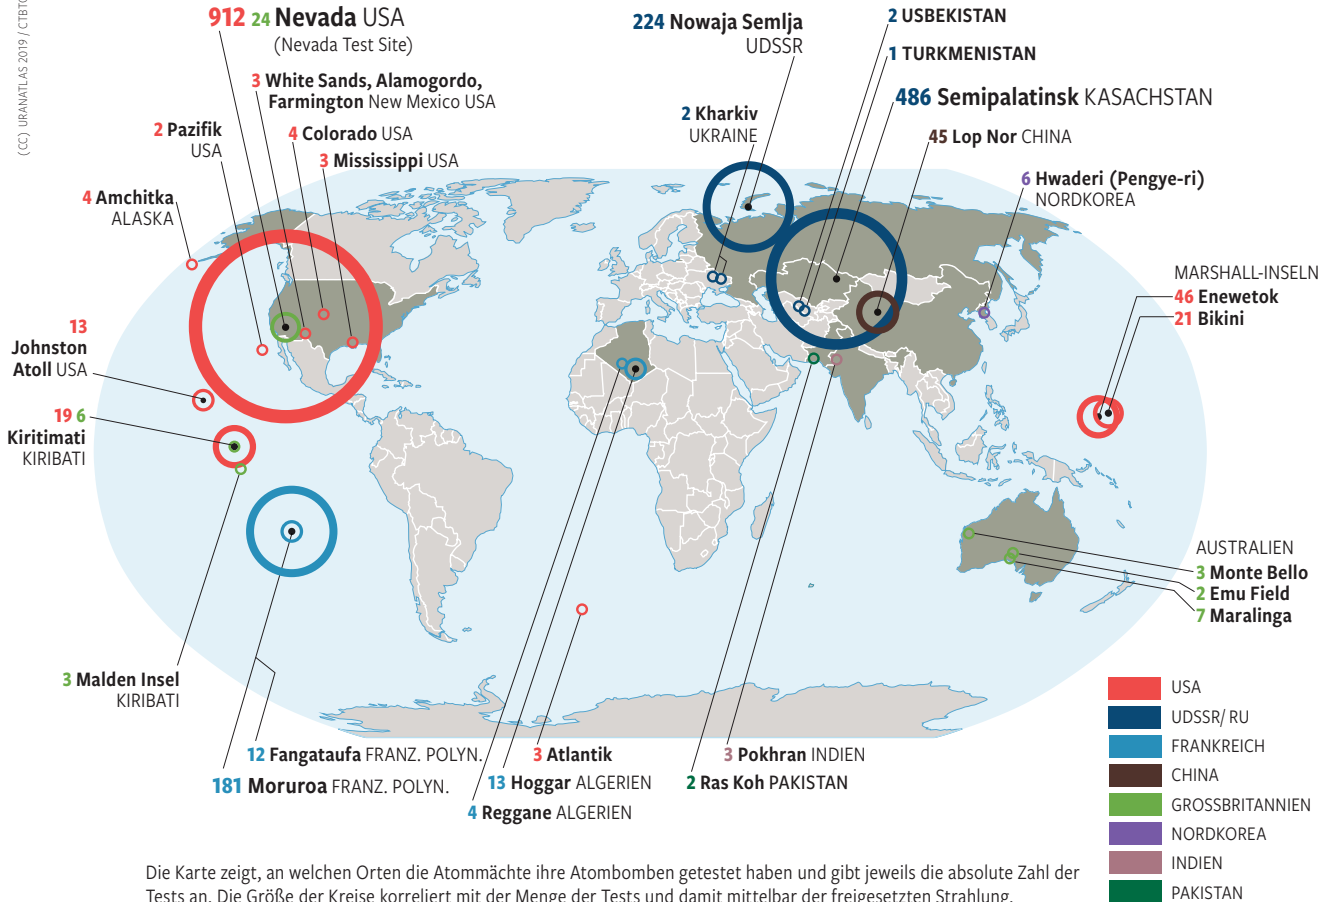 (CC) URANATLAS 2019 / CTBTO
912 24 Nevada USA
(Nevada Test Site)
3 White Sands, Alamogordo,
Farmington New Mexico USA
2 Pazifik
USA
4 Colorado USA
3 Mississippi USA
4 Amchitka
ALASKA
224 Nowaja Semlja
UDSSR
2 Kharkiv
UKRAINE
2 USBEKISTAN
1 TURKMENISTAN
486 Semipalatinsk KASACHSTAN
45 Lop Nor CHINA
6 Hwaderi (Pengye-ri)
NORDKOREA
MARSHALL-INSELN
46 Enewetok
21 Bikini
13
Johnston
Atoll USA
19 6
Kiritimati
KIRIBATI
AUSTRALIEN
3 Monte Bello
2 Emu Field
7 Maralinga
3 Malden Insel
KIRIBATI
12 Fangataufa FRANZ. POLYN.
181 Moruroa FRANZ. POLYN.
3 Atlantik
13 Hoggar ALGERIEN
4 Reggane ALGERIEN
3 Pokhran INDIEN
2 Ras Koh PAKISTAN
USA
UDSSR/ RU
FRANKREICH
CHINA
GROSSBRITANNIEN
NORDKOREA
INDIEN
PAKISTAN
Die Karte zeigt, an welchen Orten die Atommächte ihre Atombomben getestet haben und gibt jeweils die absolute Zahl der
Tests an. Die Größe der Kreise korreliert mit der Menge der Tests und damit mittelbar der freigesetzten Strahlung.